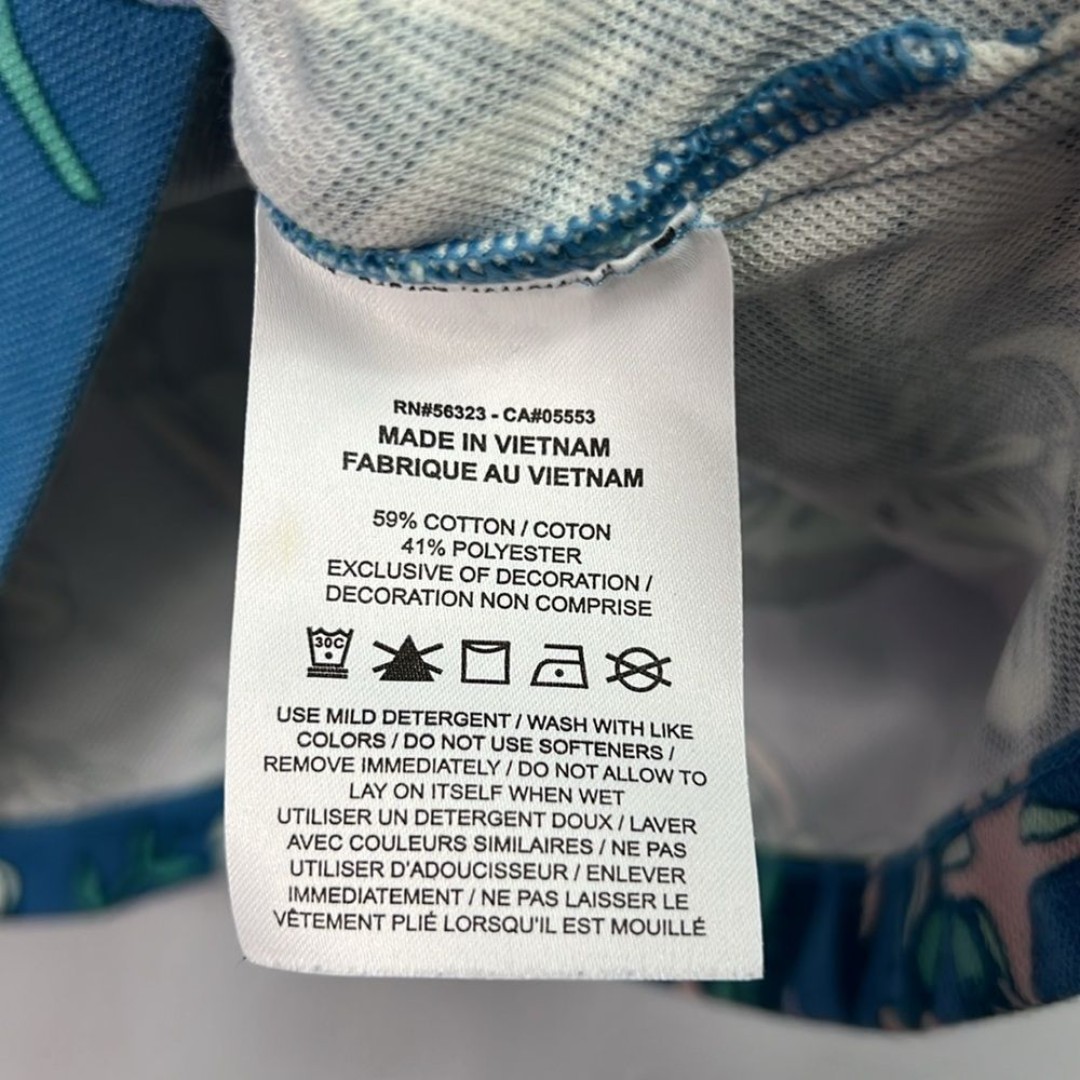 RN#56323 - CA#05553
MADE IN VIETNAM
FABRIQUE AU VIETNAM
59% COTTON / COTON
41% POLYESTER
EXCLUSIVE OF DECORATION /
DECORATION NON COMPRISE
30C
USE MILD DETERGENT / WASH WITH LIKE
COLORS / DO NOT USE SOFTENERS /
REMOVE IMMEDIATELY / DO NOT ALLOW TO
LAY ON ITSELF WHEN WET
UTILISER UN DETERGENT DOUX / LAVER
AVEC COULEURS SIMILAIRES / NE PAS
UTILISER D'ADOUCISSEUR / ENLEVER
IMMEDIATEMENT / NE PAS LAISSER LE
VÊTEMENT PLIÉ LORSQU'IL EST MOUILLÉ